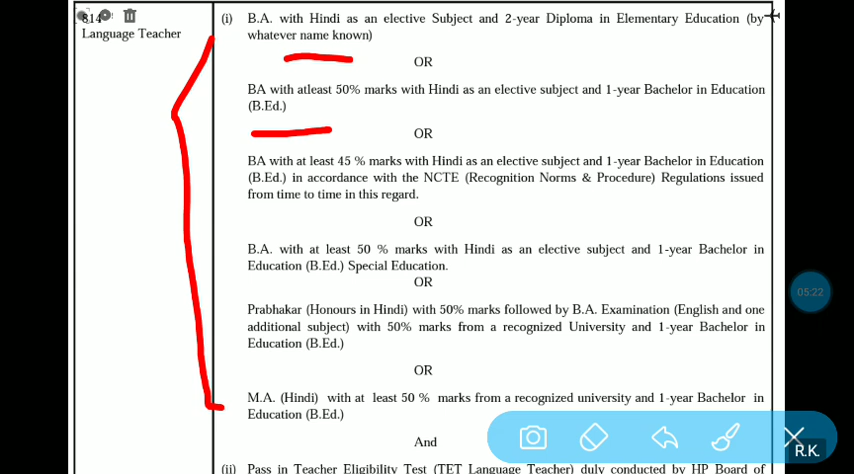 814
Language Teacher
(i) B.A. with Hindi as an elective Subject and 2-year Diploma in Elementary Education (by
whatever name known)
OR
BA with atleast 50% marks with Hindi as an elective subject and 1-year Bachelor in Education
(B.Ed.)
OR
BA with at least 45 % marks with Hindi as an elective subject and 1-year Bachelor in Education
(B.Ed.) in accordance with the NCTE (Recognition Norms & Procedure) Regulations issued
from time to time in this regard.
OR
B.A. with at least 50 % marks with Hindi as an elective subject and 1-year Bachelor in
Education (B.Ed.) Special Education.
OR
Prabhakar (Honours in Hindi) with 50% marks followed by B.A. Examination (English and one
additional subject) with 50% marks from a recognized University and 1-year Bachelor in
Education (B.Ed.)
OR
M.A. (Hindi) with at least 50 % marks from a recognized university and 1-year Bachelor in
Education (B.Ed.)
And
(ii) Pass in Teacher Eligibility Test (TET Language Teacher) duly conducted by HP Board of
05:22
R.K.